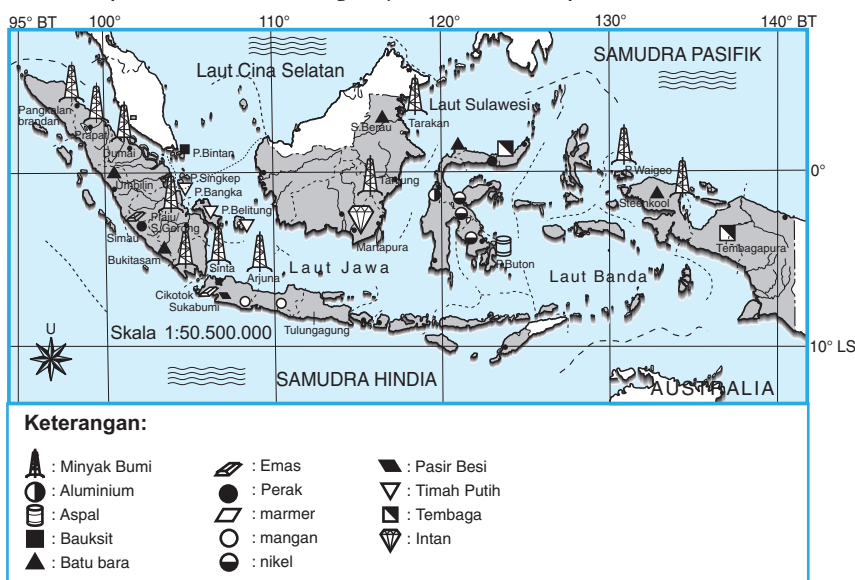 95° BT
100°
110°
120°
130°
140° BT
SAMUDRA PASIFIK
Laut Cina Selatan
Laut Sulawesi
Pangkalan
brandan
Prapat
Dumai
P.Bintan
S.Berau
Tarakan
P.Waigeo
0°
Umbilin
P.Singkep
P.Bangka
Tanjung
Steenkool
P.Belitung
Plaju/
S.Gerong
Simau
Martapura
Tembagapura
Bukitasam
Sinta
Arjuna
Laut Jawa
P.Buton
Laut Banda
Cikotok
Sukabumi
U
Skala 1:50.500.000
Tulungagung
10° LS
SAMUDRA HINDIA
AUSTRALIA
Keterangan:
: Minyak Bumi
: Aluminium
: Aspal
: Bauksit
: Batu bara
: Emas
: Perak
: marmer
: mangan
: nikel
: Pasir Besi
: Timah Putih
: Tembaga
: Intan